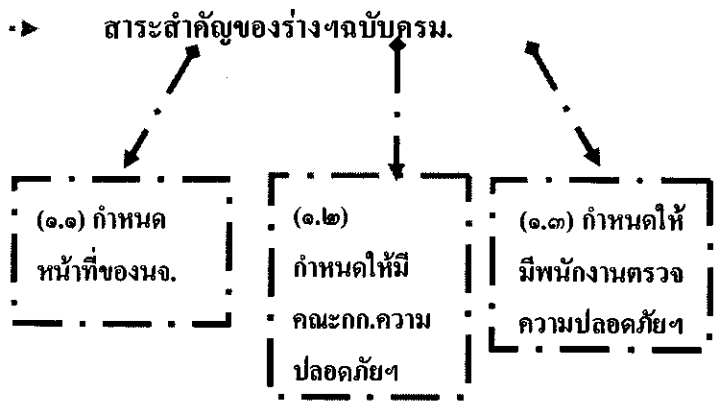 สาระสำคัญของร่างฯฉบับครม.
(๑.๑) กำหนด
หน้าที่ของนจ.
(๑.๒)
กำหนดให้มี
คณะกก.ความ
ปลอดภัยฯ
(๑.๓) กำหนดให้
มีพนักงานตรวจ
ความปลอดภัยฯ